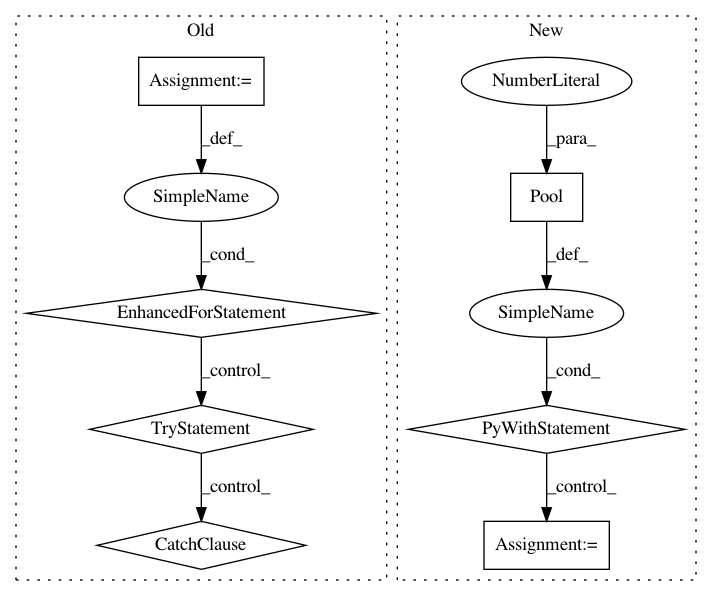 Old
Assignment:=
_def_
SimpleName
_cond_
EnhancedForStatement
_control_
TryStatement
_control_
CatchClause
New
NumberLiteral
_para_
Pool
_def_
SimpleName
_cond_
PyWithStatement
_control_
Assignment:=